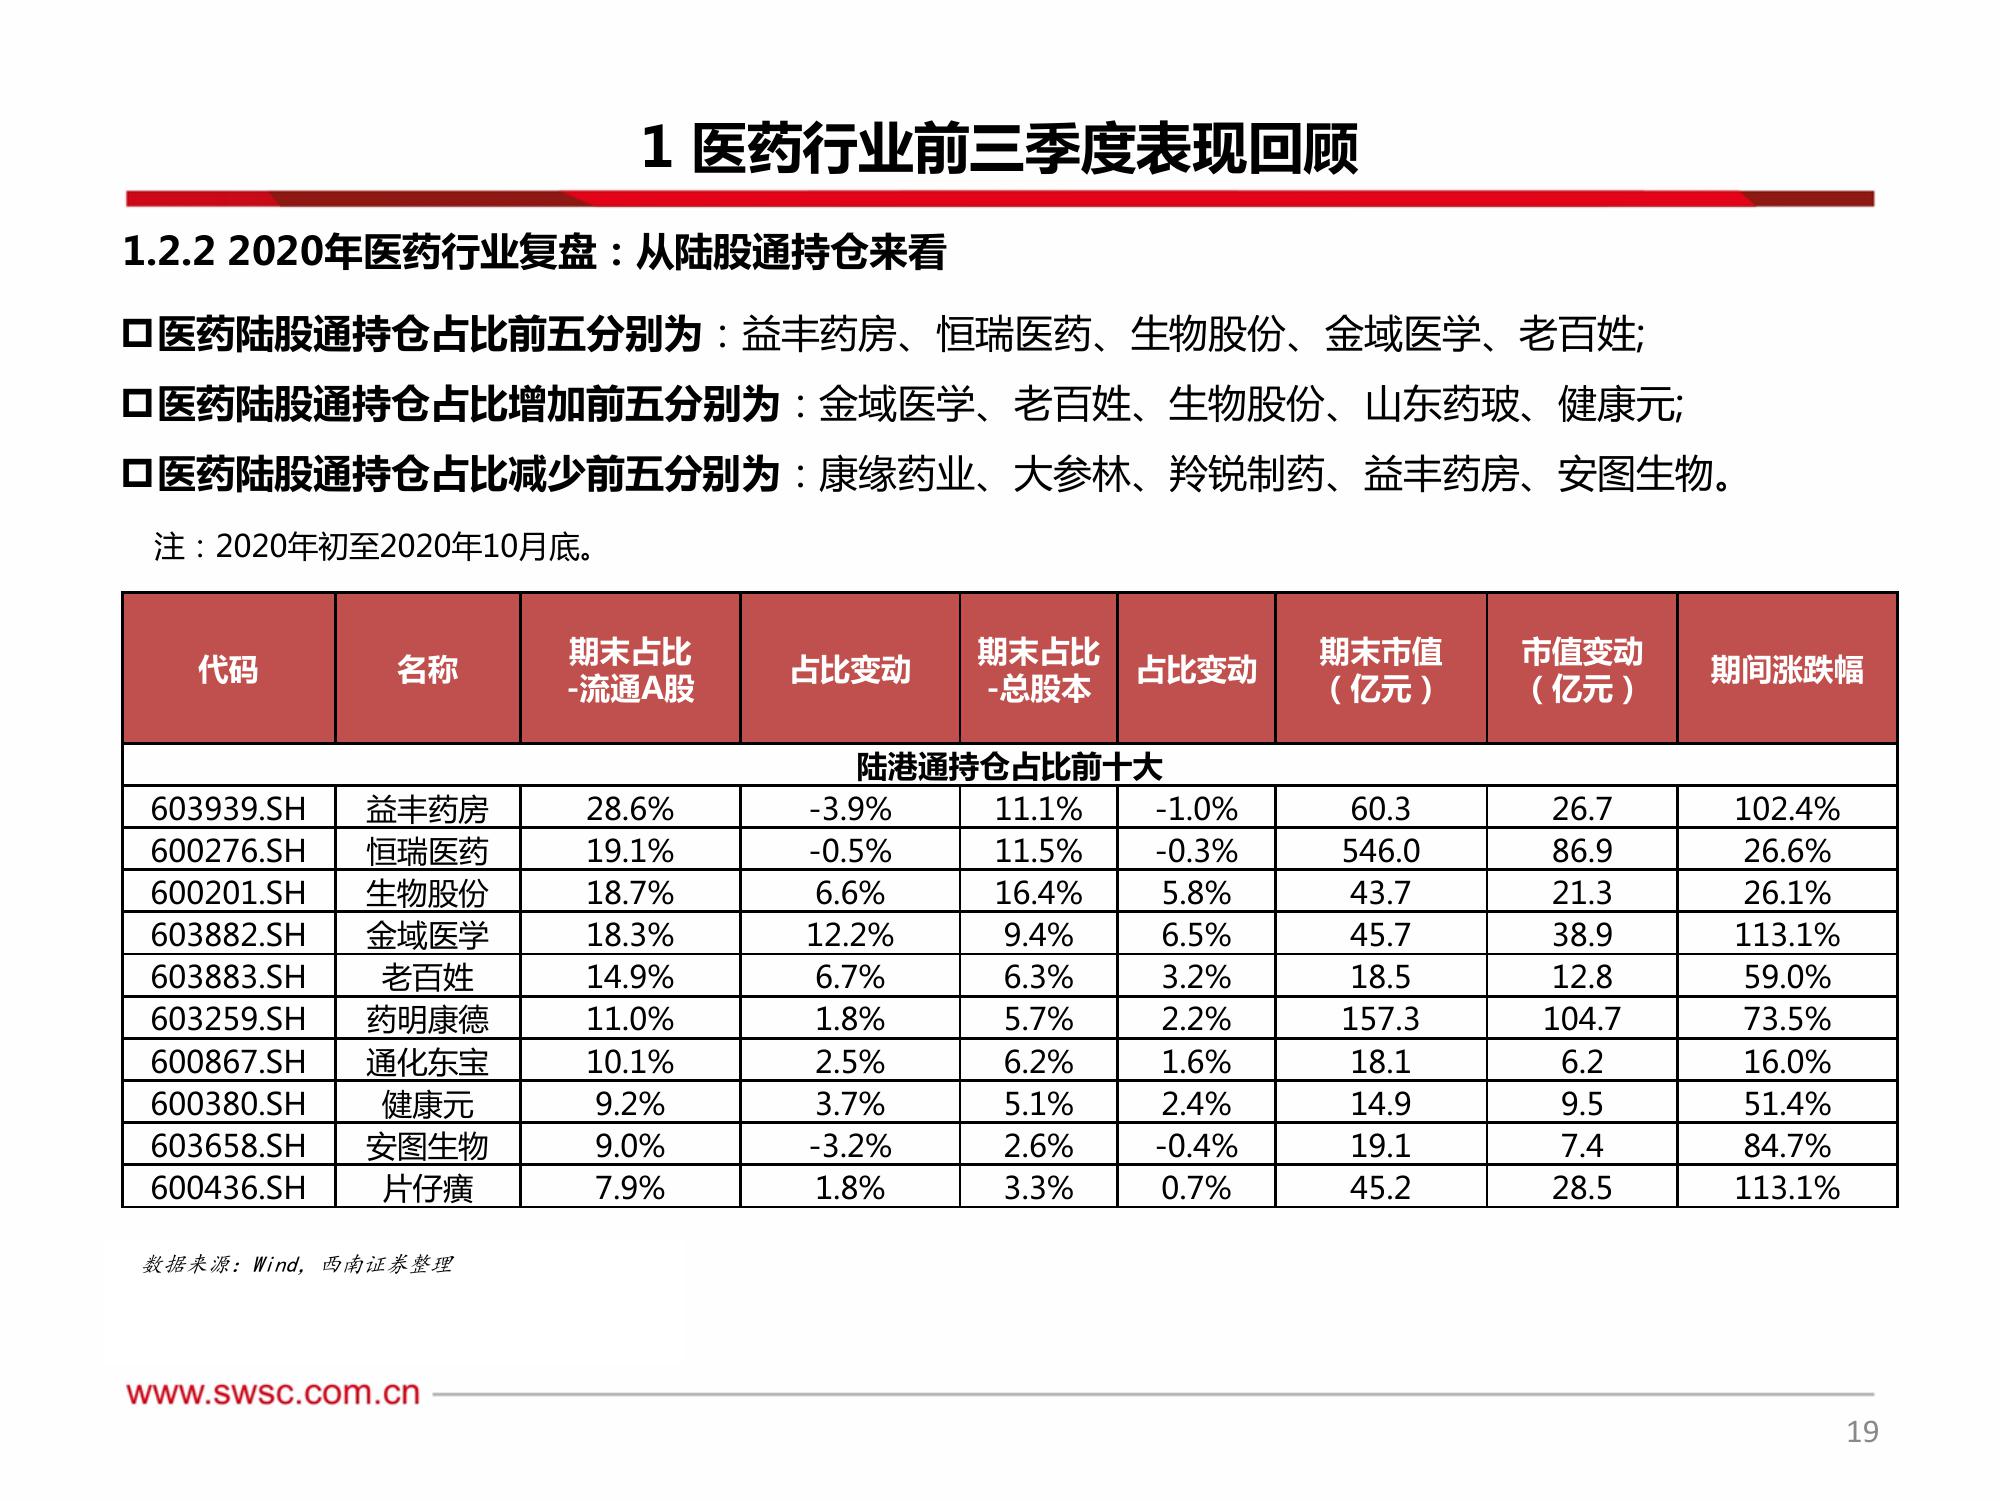 1 医药行业前三季度表现回顾
1.2.2 2020年医药行业复盘：从陆股通持仓来看
医药陆股通持仓占比前五分别为：益丰药房、恒瑞医药、生物股份、金域医学、老百姓;
医药陆股通持仓占比增加前五分别为：金域医学、老百姓、生物股份、山东药玻、健康元;
医药陆股通持仓占比减少前五分别为：康缘药业、大参林、羚锐制药、益丰药房、安图生物。
注：2020年初至2020年10月底。
代码 名称 期末占比-流通A股 占比变动 期末占比-总股本 占比变动 期末市值（亿元） 市值变动（亿元） 期间涨跌幅
陆港通持仓占比前十大
603939.SH 益丰药房 28.6% -3.9% 11.1% -1.0% 60.3 26.7 102.4%
600276.SH 恒瑞医药 19.1% -0.5% 11.5% -0.3% 546.0 86.9 26.6%
600201.SH 生物股份 18.7% 6.6% 16.4% 5.8% 43.7 21.3 26.1%
603882.SH 金域医学 18.3% 12.2% 9.4% 6.5% 45.7 38.9 113.1%
603883.SH 老百姓 14.9% 6.7% 6.3% 3.2% 18.5 12.8 59.0%
603259.SH 药明康德 11.0% 1.8% 5.7% 2.2% 157.3 104.7 73.5%
600867.SH 通化东宝 10.1% 2.5% 6.2% 1.6% 18.1 6.2 16.0%
600380.SH 健康元 9.2% 3.7% 5.1% 2.4% 14.9 9.5 51.4%
603658.SH 安图生物 9.0% -3.2% 2.6% -0.4% 19.1 7.4 84.7%
600436.SH 片仔癀 7.9% 1.8% 3.3% 0.7% 45.2 28.5 113.1%
数据来源：Wind, 西南证券整理
www.swsc.com.cn
19